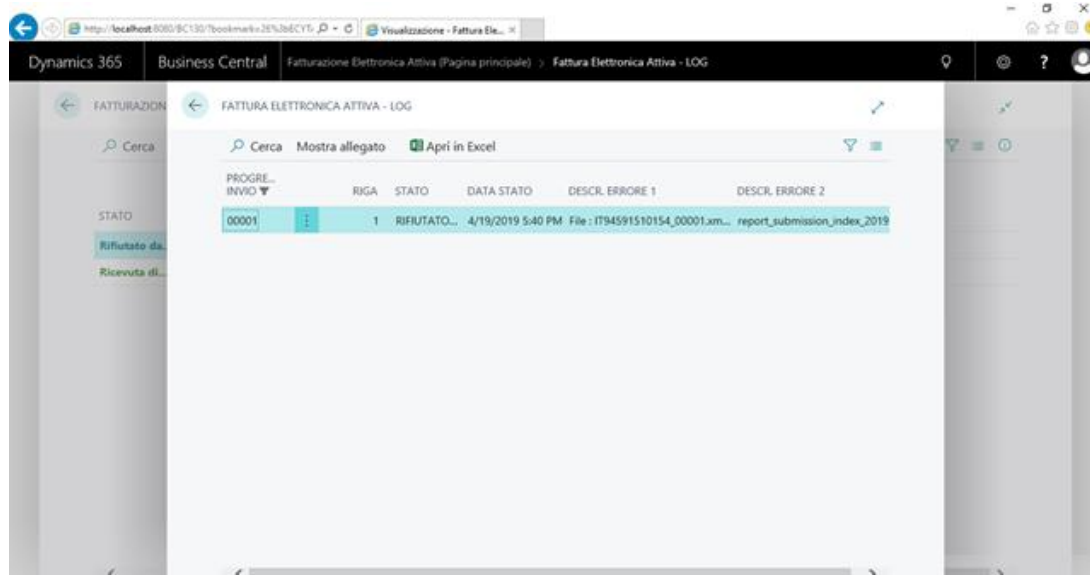 http://localhost:8080/BC130/?bookmark=
Visualizzazione - Fattura Ele...
Dynamics 365 Business Central Fatturazione Elettronica Attiva (Pagina principale) > Fattura Elettronica Attiva - LOG ?
FATTURAZION
FATTURA ELETTRONICA ATTIVA - LOG
Cerca
Cerca Mostra allegato Apri in Excel
PROGRE...
INVIO RIGA STATO DATA STATO DESCR. ERRORE 1 DESCR. ERRORE 2
STATO
00001 1 RIFIUTATO... 4/19/2019 5:40 PM File : IT94591510154_00001.xm... report_submission_index_2019
Rifiutato da...
Ricevuta di...